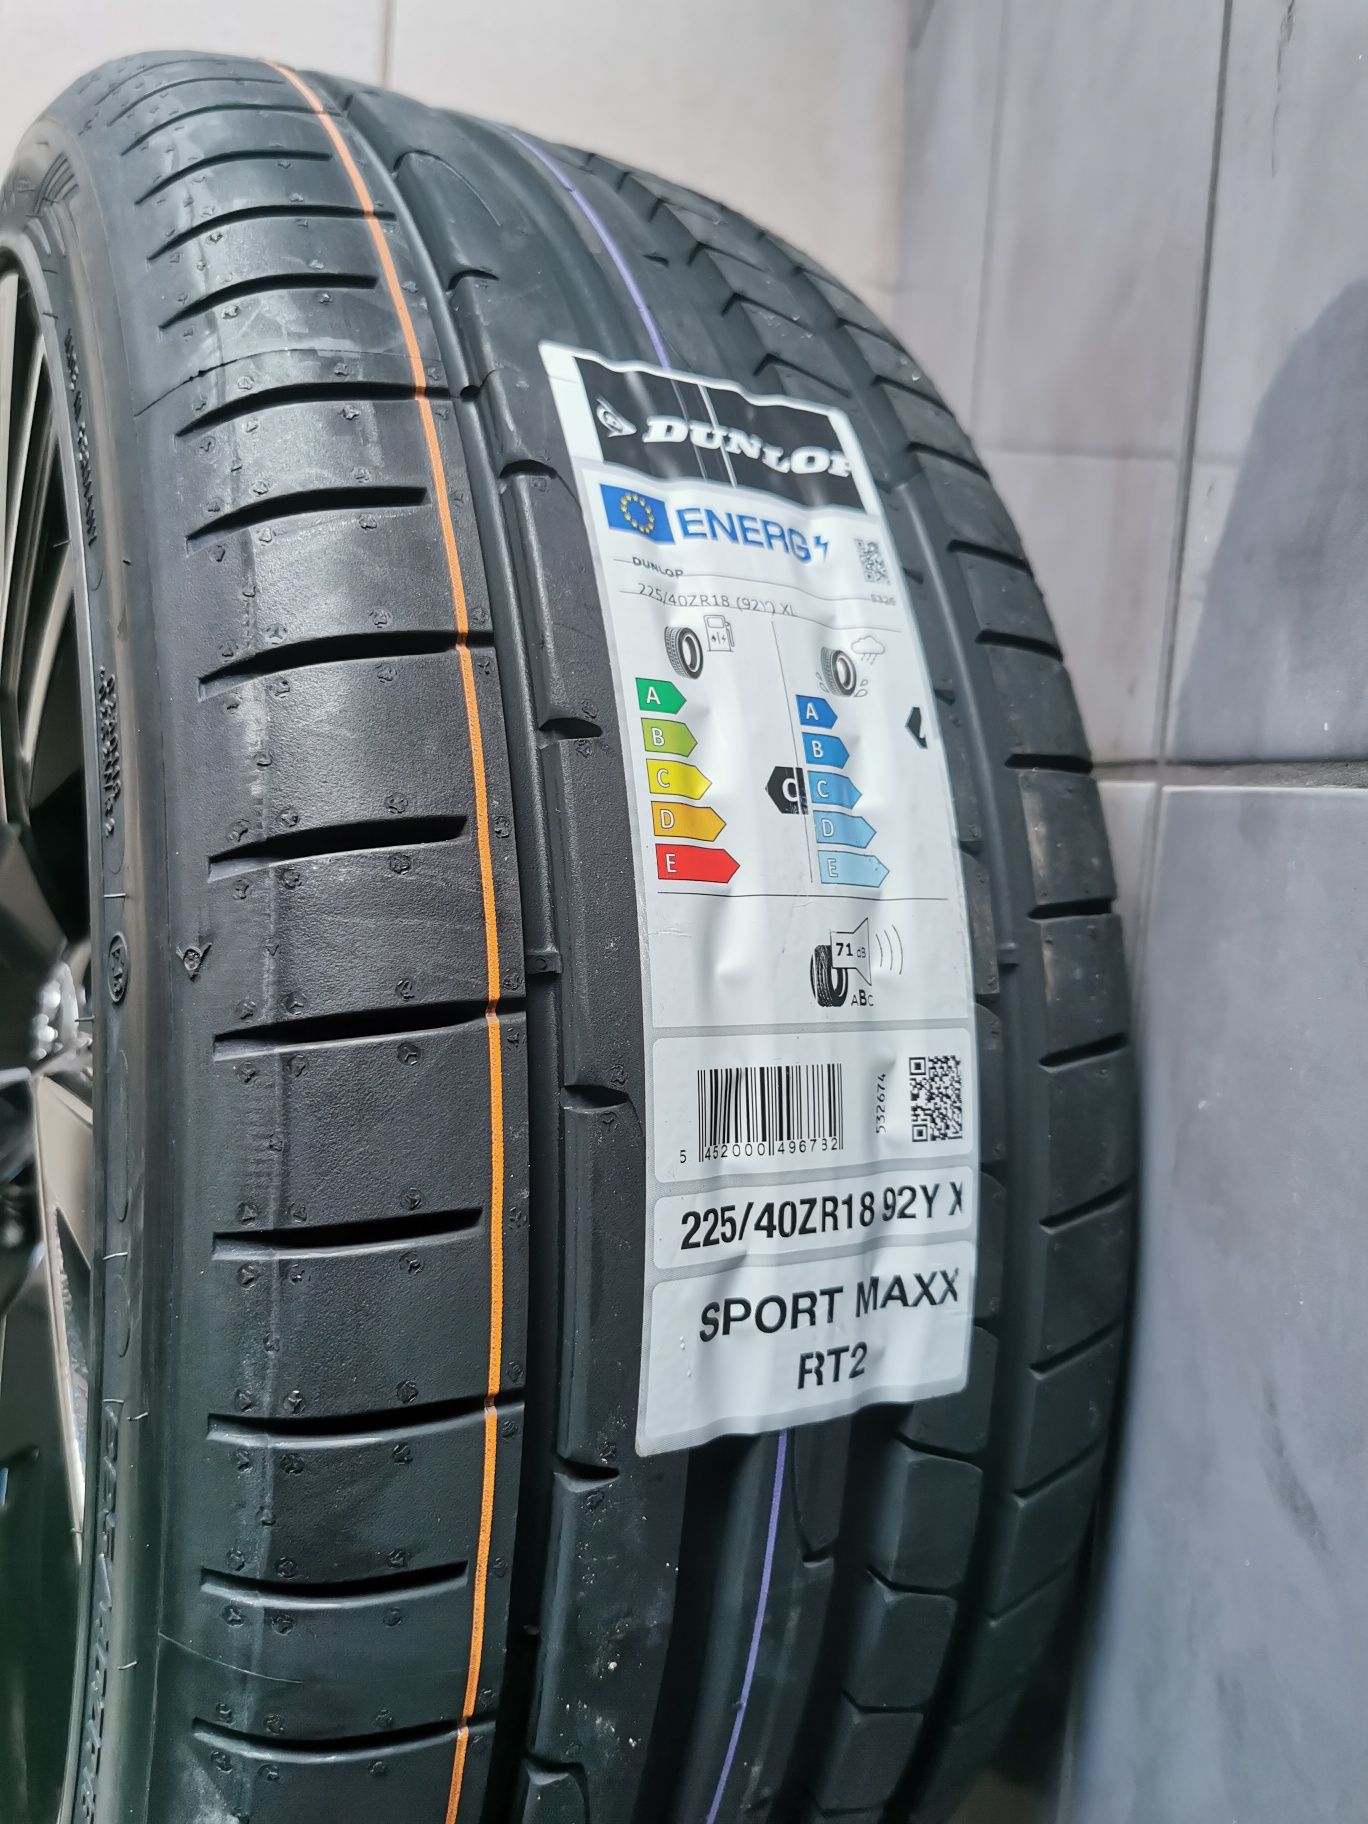 DUNLOP
ENERG
DUNLOP
225/40ZR18 (92Y) XL
A
B
C
D
E
C
A
B
C
D
E
71 dB
ABC
5 452000 496782
532674
225/40ZR18 92Y X
SPORT MAXX
RT2